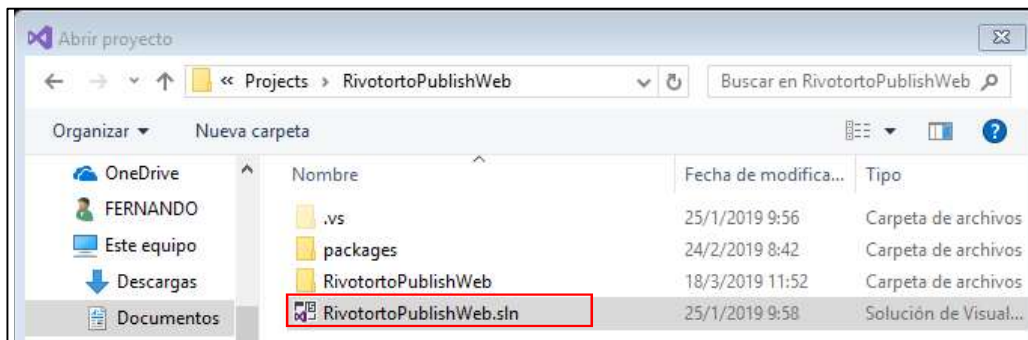 Abrir proyecto
« Projects › RivotortoPublishWeb Buscar en RivotortoPublishWeb
Organizar Nueva carpeta ?
OneDrive Nombre Fecha de modifica... Tipo
FERNANDO .vs 25/1/2019 9:56 Carpeta de archivos
Este equipo packages 24/2/2019 8:42 Carpeta de archivos
Descargas RivotortoPublishWeb 18/3/2019 11:52 Carpeta de archivos
Documentos RivotortoPublishWeb.sln 25/1/2019 9:58 Solución de Visual...